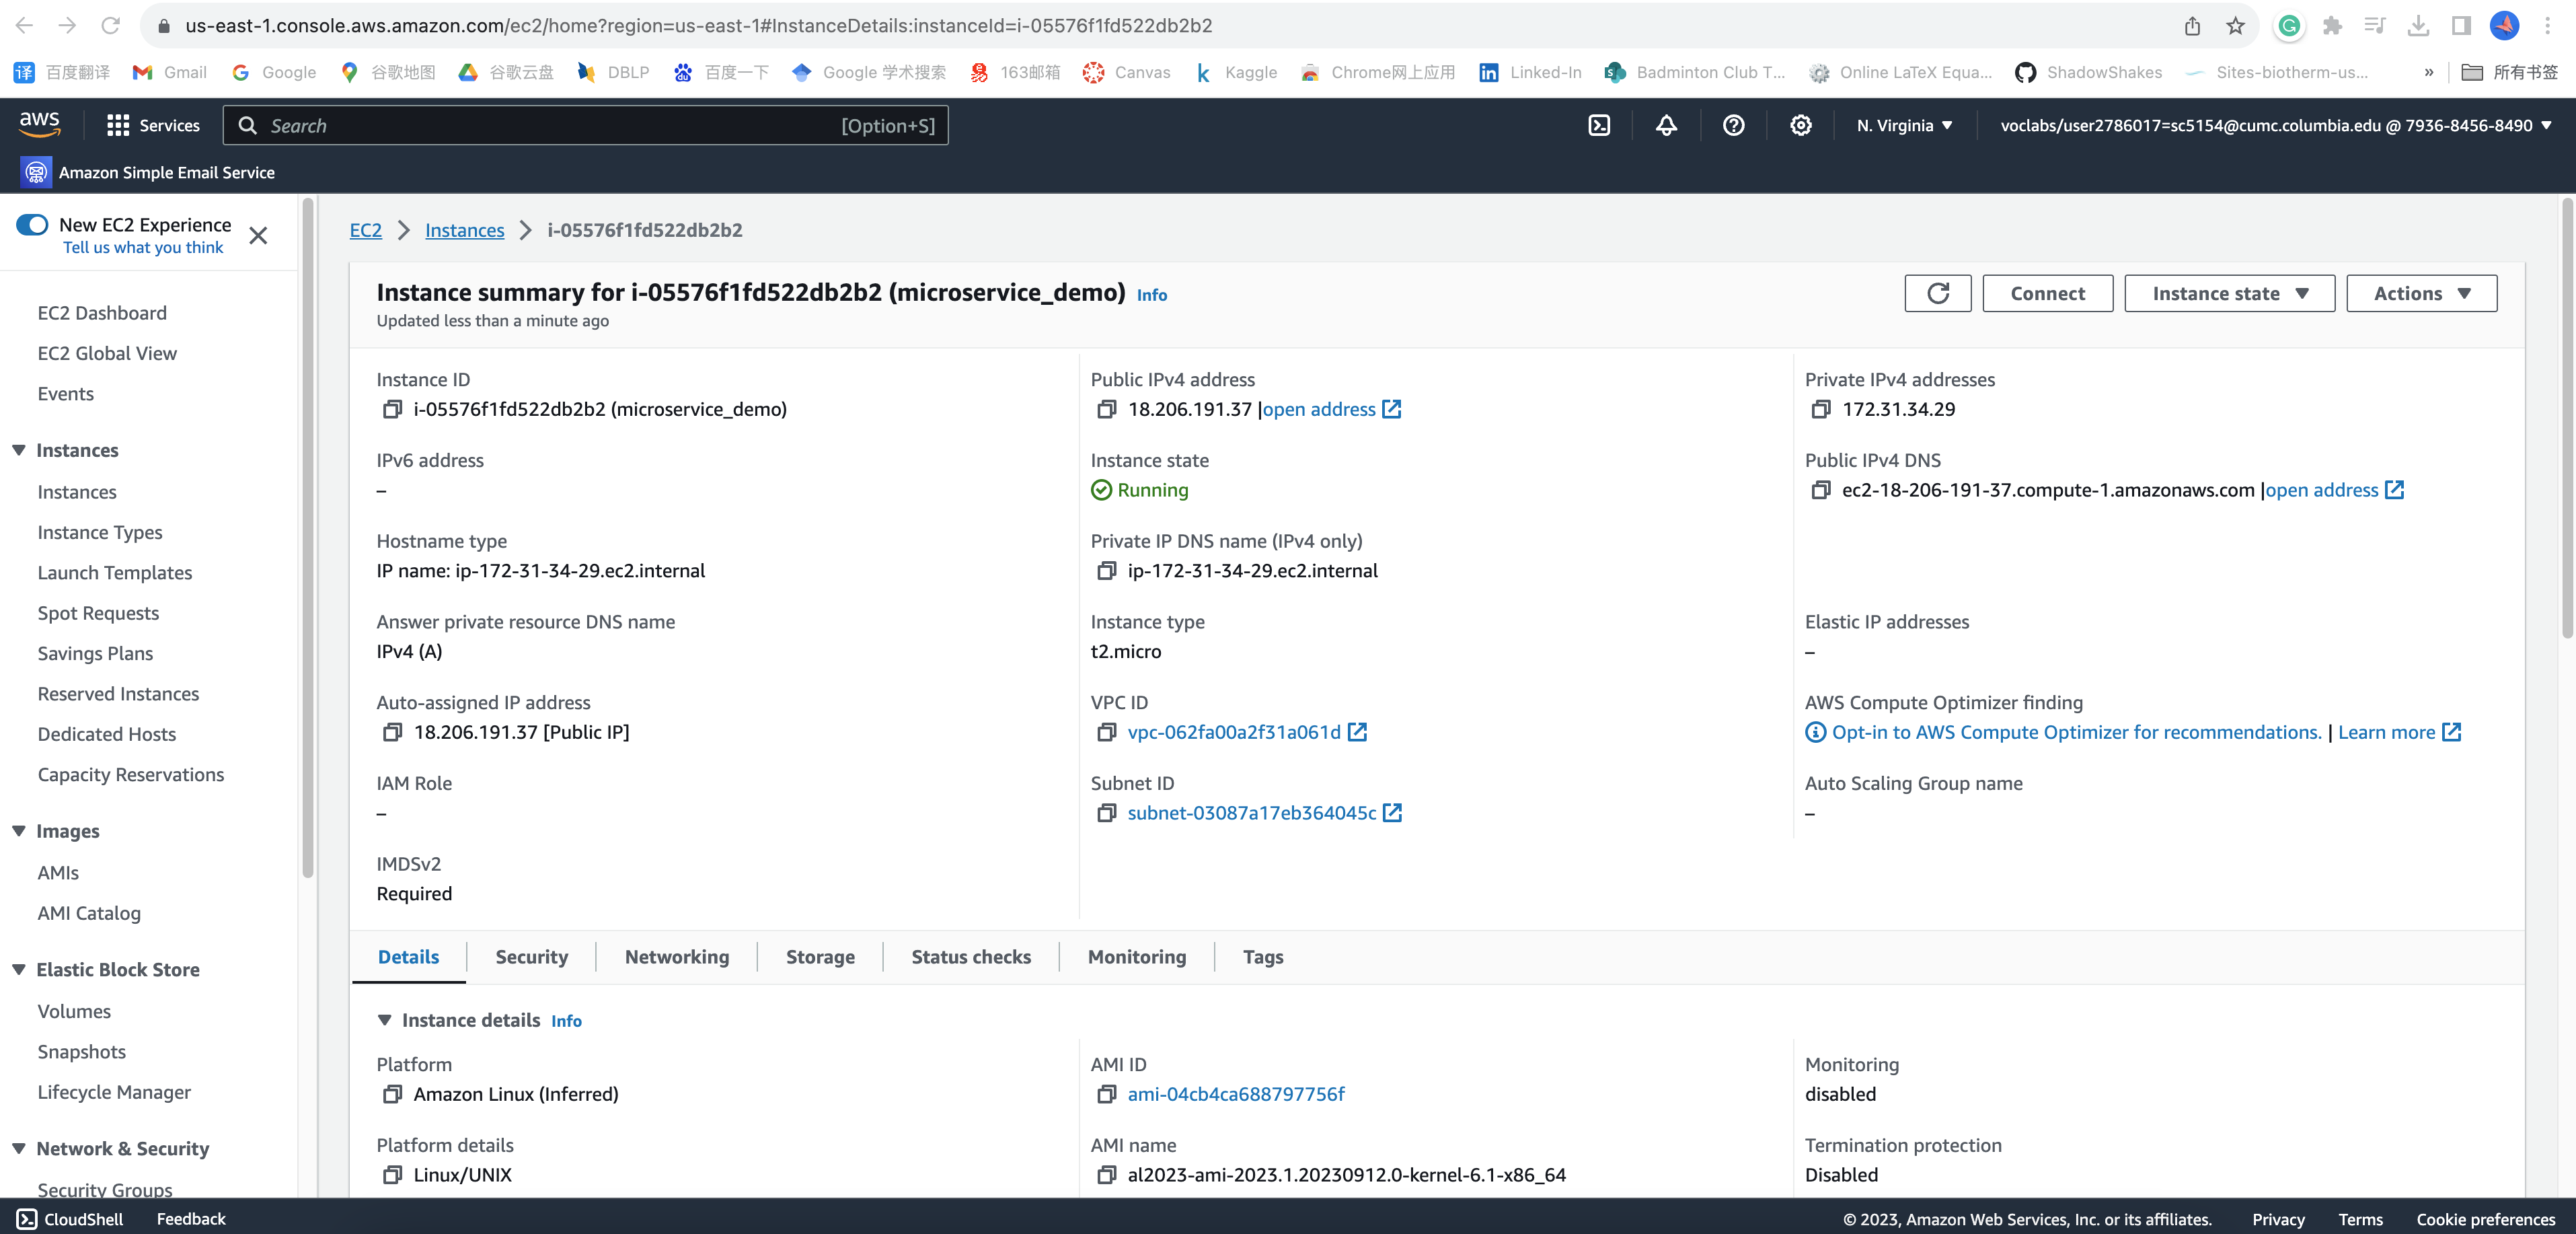 us-east-1.console.aws.amazon.com/ec2/home?region=us-east-1#InstanceDetails:instanceId=i-05576f1fd522db2b2
译 百度翻译 Gmail Google 谷歌地图 谷歌云盘 DBLP 百度一下 Google 学术搜索 163邮箱 Canvas Kaggle Chrome网上应用 Linked-In Badminton Club T... Online LaTeX Equa... ShadowShakes Sites-biotherm-us... » 所有书签
aws Services Search [Option+S] N. Virginia voclabs/user2786017=sc5154@cumc.columbia.edu @ 7936-8456-8490
Amazon Simple Email Service
New EC2 Experience
Tell us what you think
EC2 Dashboard
EC2 Global View
Events
Instances
Instances
Instance Types
Launch Templates
Spot Requests
Savings Plans
Reserved Instances
Dedicated Hosts
Capacity Reservations
Images
AMIs
AMI Catalog
Elastic Block Store
Volumes
Snapshots
Lifecycle Manager
Network & Security
Security Groups
EC2 Instances i-05576f1fd522db2b2
Instance summary for i-05576f1fd522db2b2 (microservice_demo) Info
Updated less than a minute ago
Connect Instance state Actions
Instance ID
i-05576f1fd522db2b2 (microservice_demo)
Public IPv4 address
18.206.191.37 |open address
Private IPv4 addresses
172.31.34.29
IPv6 address
–
Instance state
Running
Public IPv4 DNS
ec2-18-206-191-37.compute-1.amazonaws.com |open address
Hostname type
IP name: ip-172-31-34-29.ec2.internal
Private IP DNS name (IPv4 only)
ip-172-31-34-29.ec2.internal
Answer private resource DNS name
IPv4 (A)
Instance type
t2.micro
Elastic IP addresses
–
Auto-assigned IP address
18.206.191.37 [Public IP]
VPC ID
vpc-062fa00a2f31a061d
AWS Compute Optimizer finding
Opt-in to AWS Compute Optimizer for recommendations. | Learn more
IAM Role
–
Subnet ID
subnet-03087a17eb364045c
Auto Scaling Group name
–
IMDSv2
Required
Details Security Networking Storage Status checks Monitoring Tags
Instance details Info
Platform
Amazon Linux (Inferred)
AMI ID
ami-04cb4ca688797756f
Monitoring
disabled
Platform details
Linux/UNIX
AMI name
al2023-ami-2023.1.20230912.0-kernel-6.1-x86_64
Termination protection
Disabled
CloudShell Feedback © 2023, Amazon Web Services, Inc. or its affiliates. Privacy Terms Cookie preferences